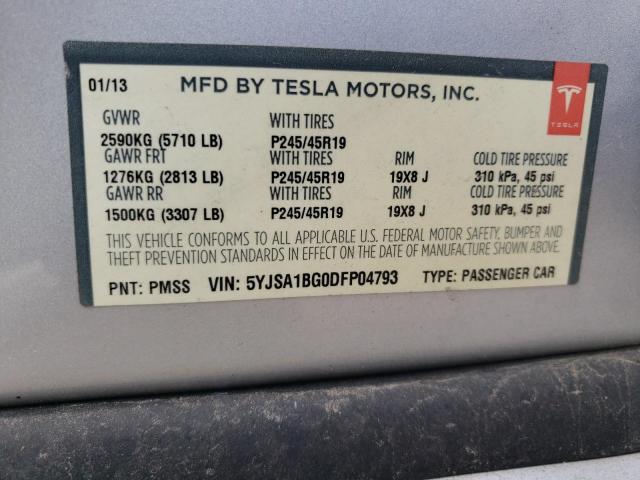 01/13 MFD BY TESLA MOTORS, INC.
TESLA
GVWR WITH TIRES
2590KG (5710 LB) P245/45R19
GAWR FRT WITH TIRES RIM COLD TIRE PRESSURE
1276KG (2813 LB) P245/45R19 19X8 J 310 kPa, 45 psi
GAWR RR WITH TIRES RIM COLD TIRE PRESSURE
1500KG (3307 LB) P245/45R19 19X8 J 310 kPa, 45 psi
THIS VEHICLE CONFORMS TO ALL APPLICABLE U.S. FEDERAL MOTOR SAFETY, BUMPER AND
THEFT PREVENTION STANDARDS IN EFFECT ON THE DATE OF MANUFACTURE SHOWN ABOVE.
PNT: PMSS VIN: 5YJSA1BG0DFP04793 TYPE: PASSENGER CAR